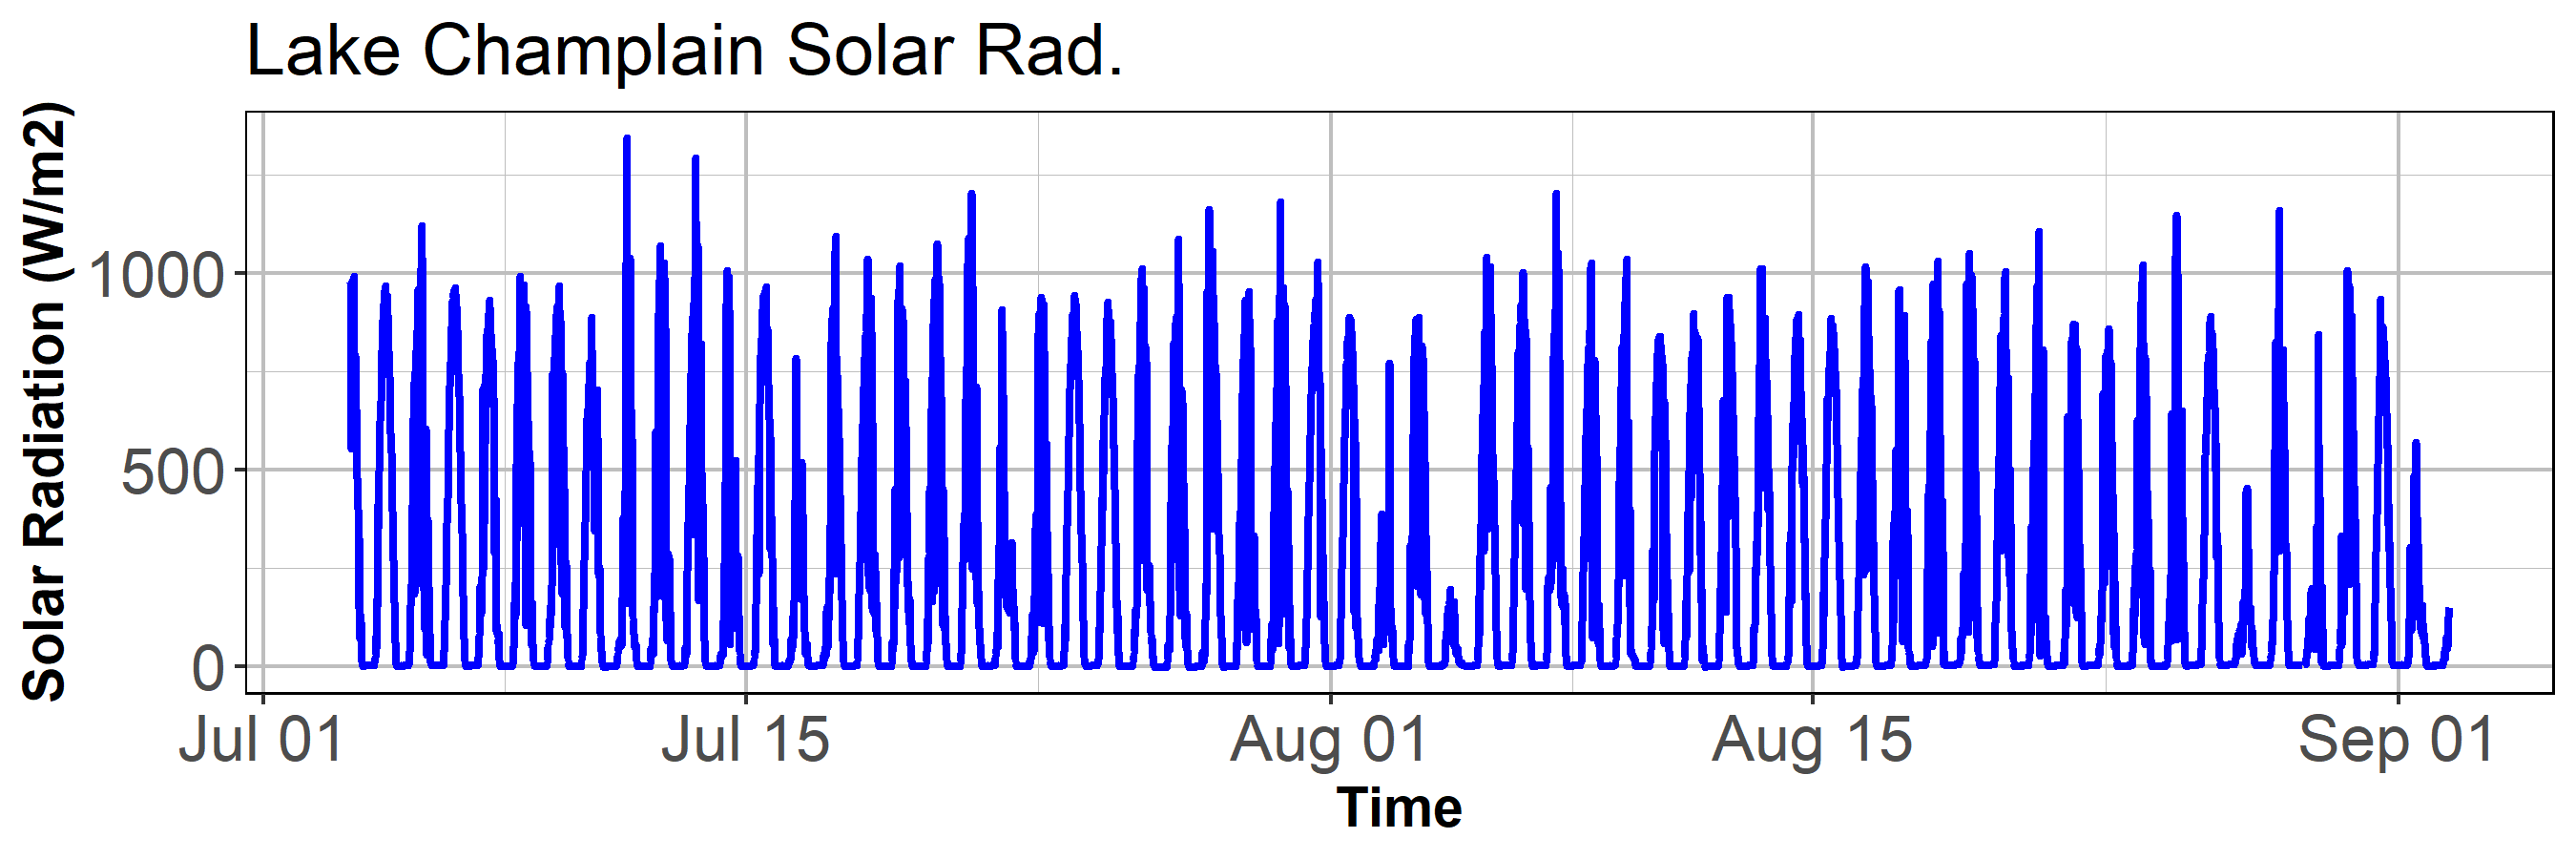 Lake Champlain Solar Rad.
Solar Radiation (W/m2)
1000
500
0
Jul 01 Jul 15 Aug 01 Aug 15 Sep 01
Time